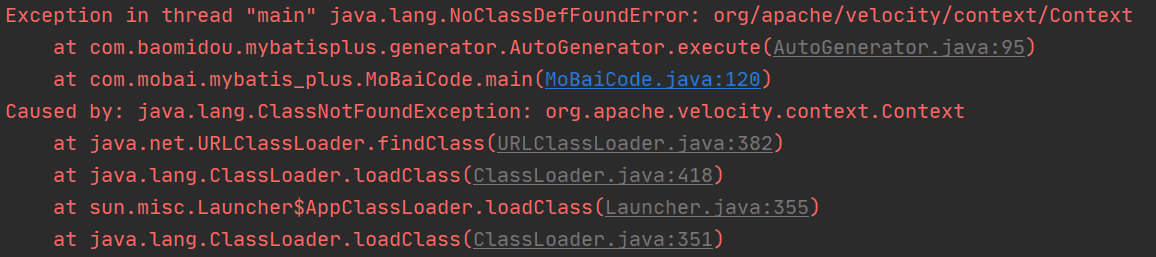 Exception in thread "main" java.lang.NoClassDefFoundError: org/apache/velocity/context/Context
at com.baomidou.mybatisplus.generator.AutoGenerator.execute(AutoGenerator.java:95)
at com.mobai.mybatis_plus.MoBaiCode.main(MoBaiCode.java:120)
Caused by: java.lang.ClassNotFoundException: org.apache.velocity.context.Context
at java.net.URLClassLoader.findClass(URLClassLoader.java:382)
at java.lang.ClassLoader.loadClass(ClassLoader.java:418)
at sun.misc.Launcher$AppClassLoader.loadClass(Launcher.java:355)
at java.lang.ClassLoader.loadClass(ClassLoader.java:351)